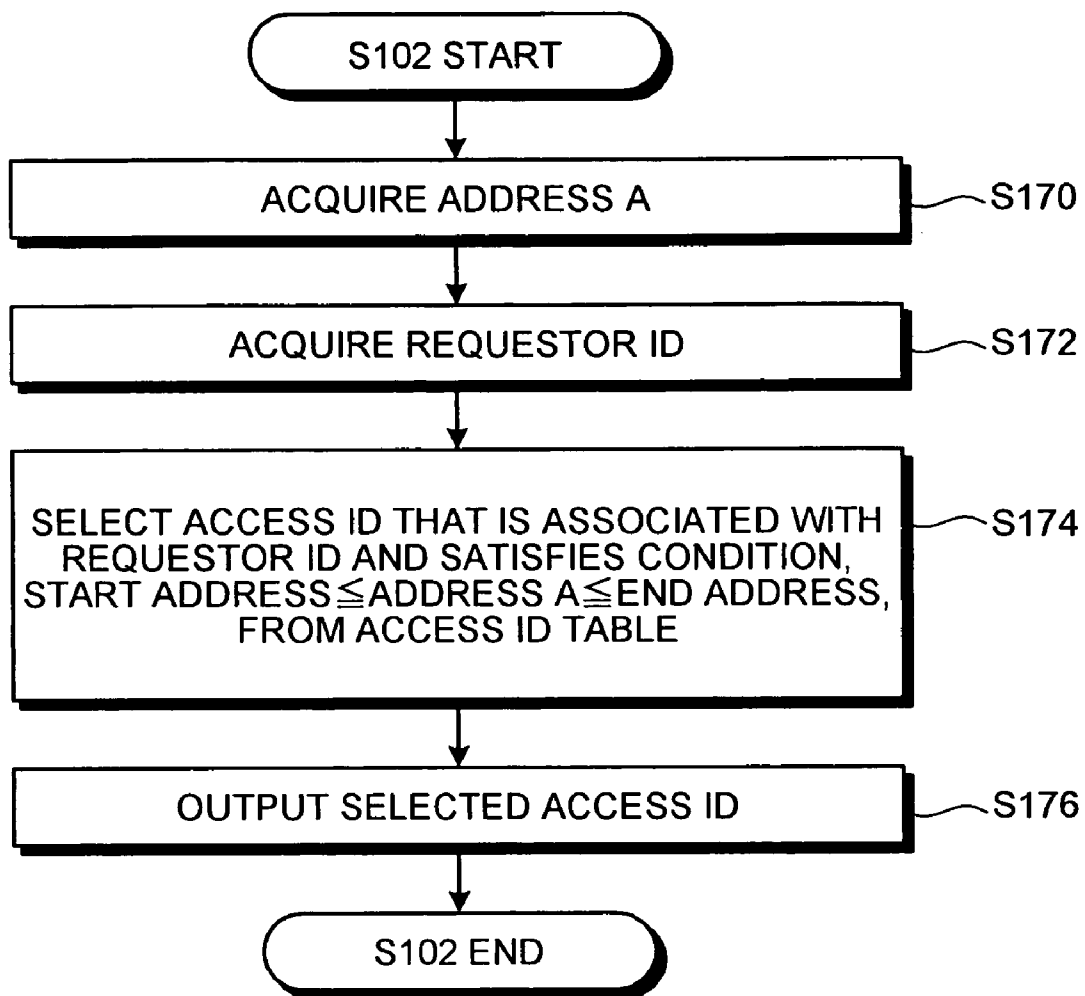 S102 START
ACQUIRE ADDRESS A
S170
ACQUIRE REQUESTOR ID
S172
SELECT ACCESS ID THAT IS ASSOCIATED WITH
REQUESTOR ID AND SATISFIES CONDITION,
START ADDRESS≦ADDRESS A≦END ADDRESS,
FROM ACCESS ID TABLE
S174
OUTPUT SELECTED ACCESS ID
S176
S102 END